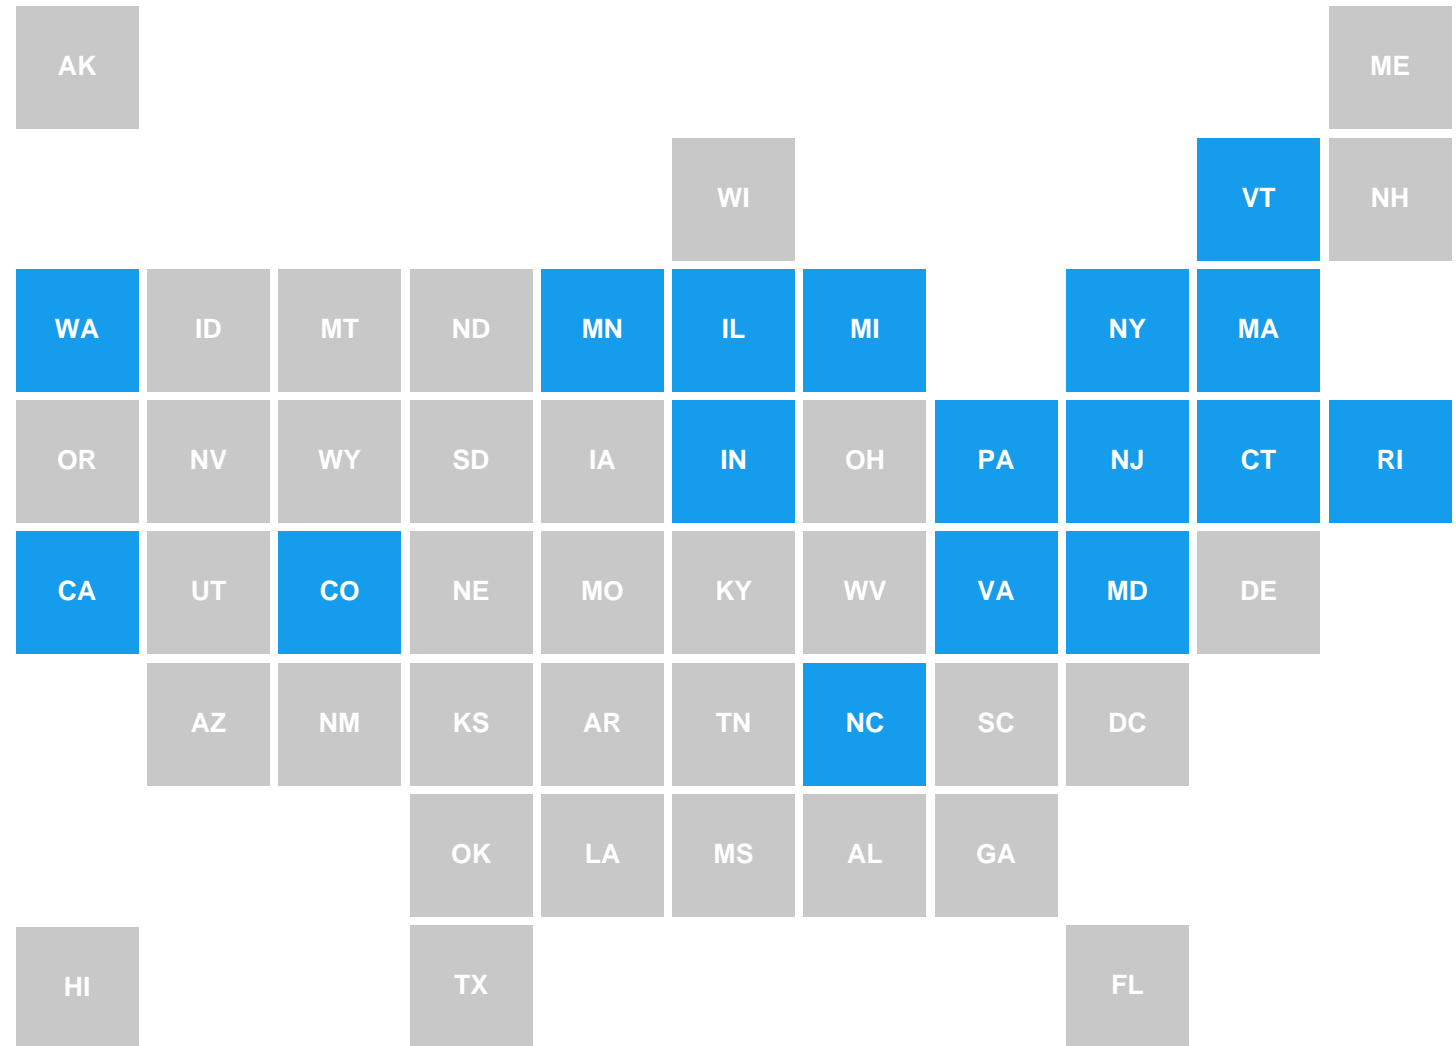 AK ME
WI VT NH
WA ID MT ND MN IL MI NY MA
OR NV WY SD IA IN OH PA NJ CT RI
CA UT CO NE MO KY WV VA MD DE
AZ NM KS AR TN NC SC DC
OK LA MS AL GA
HI TX FL